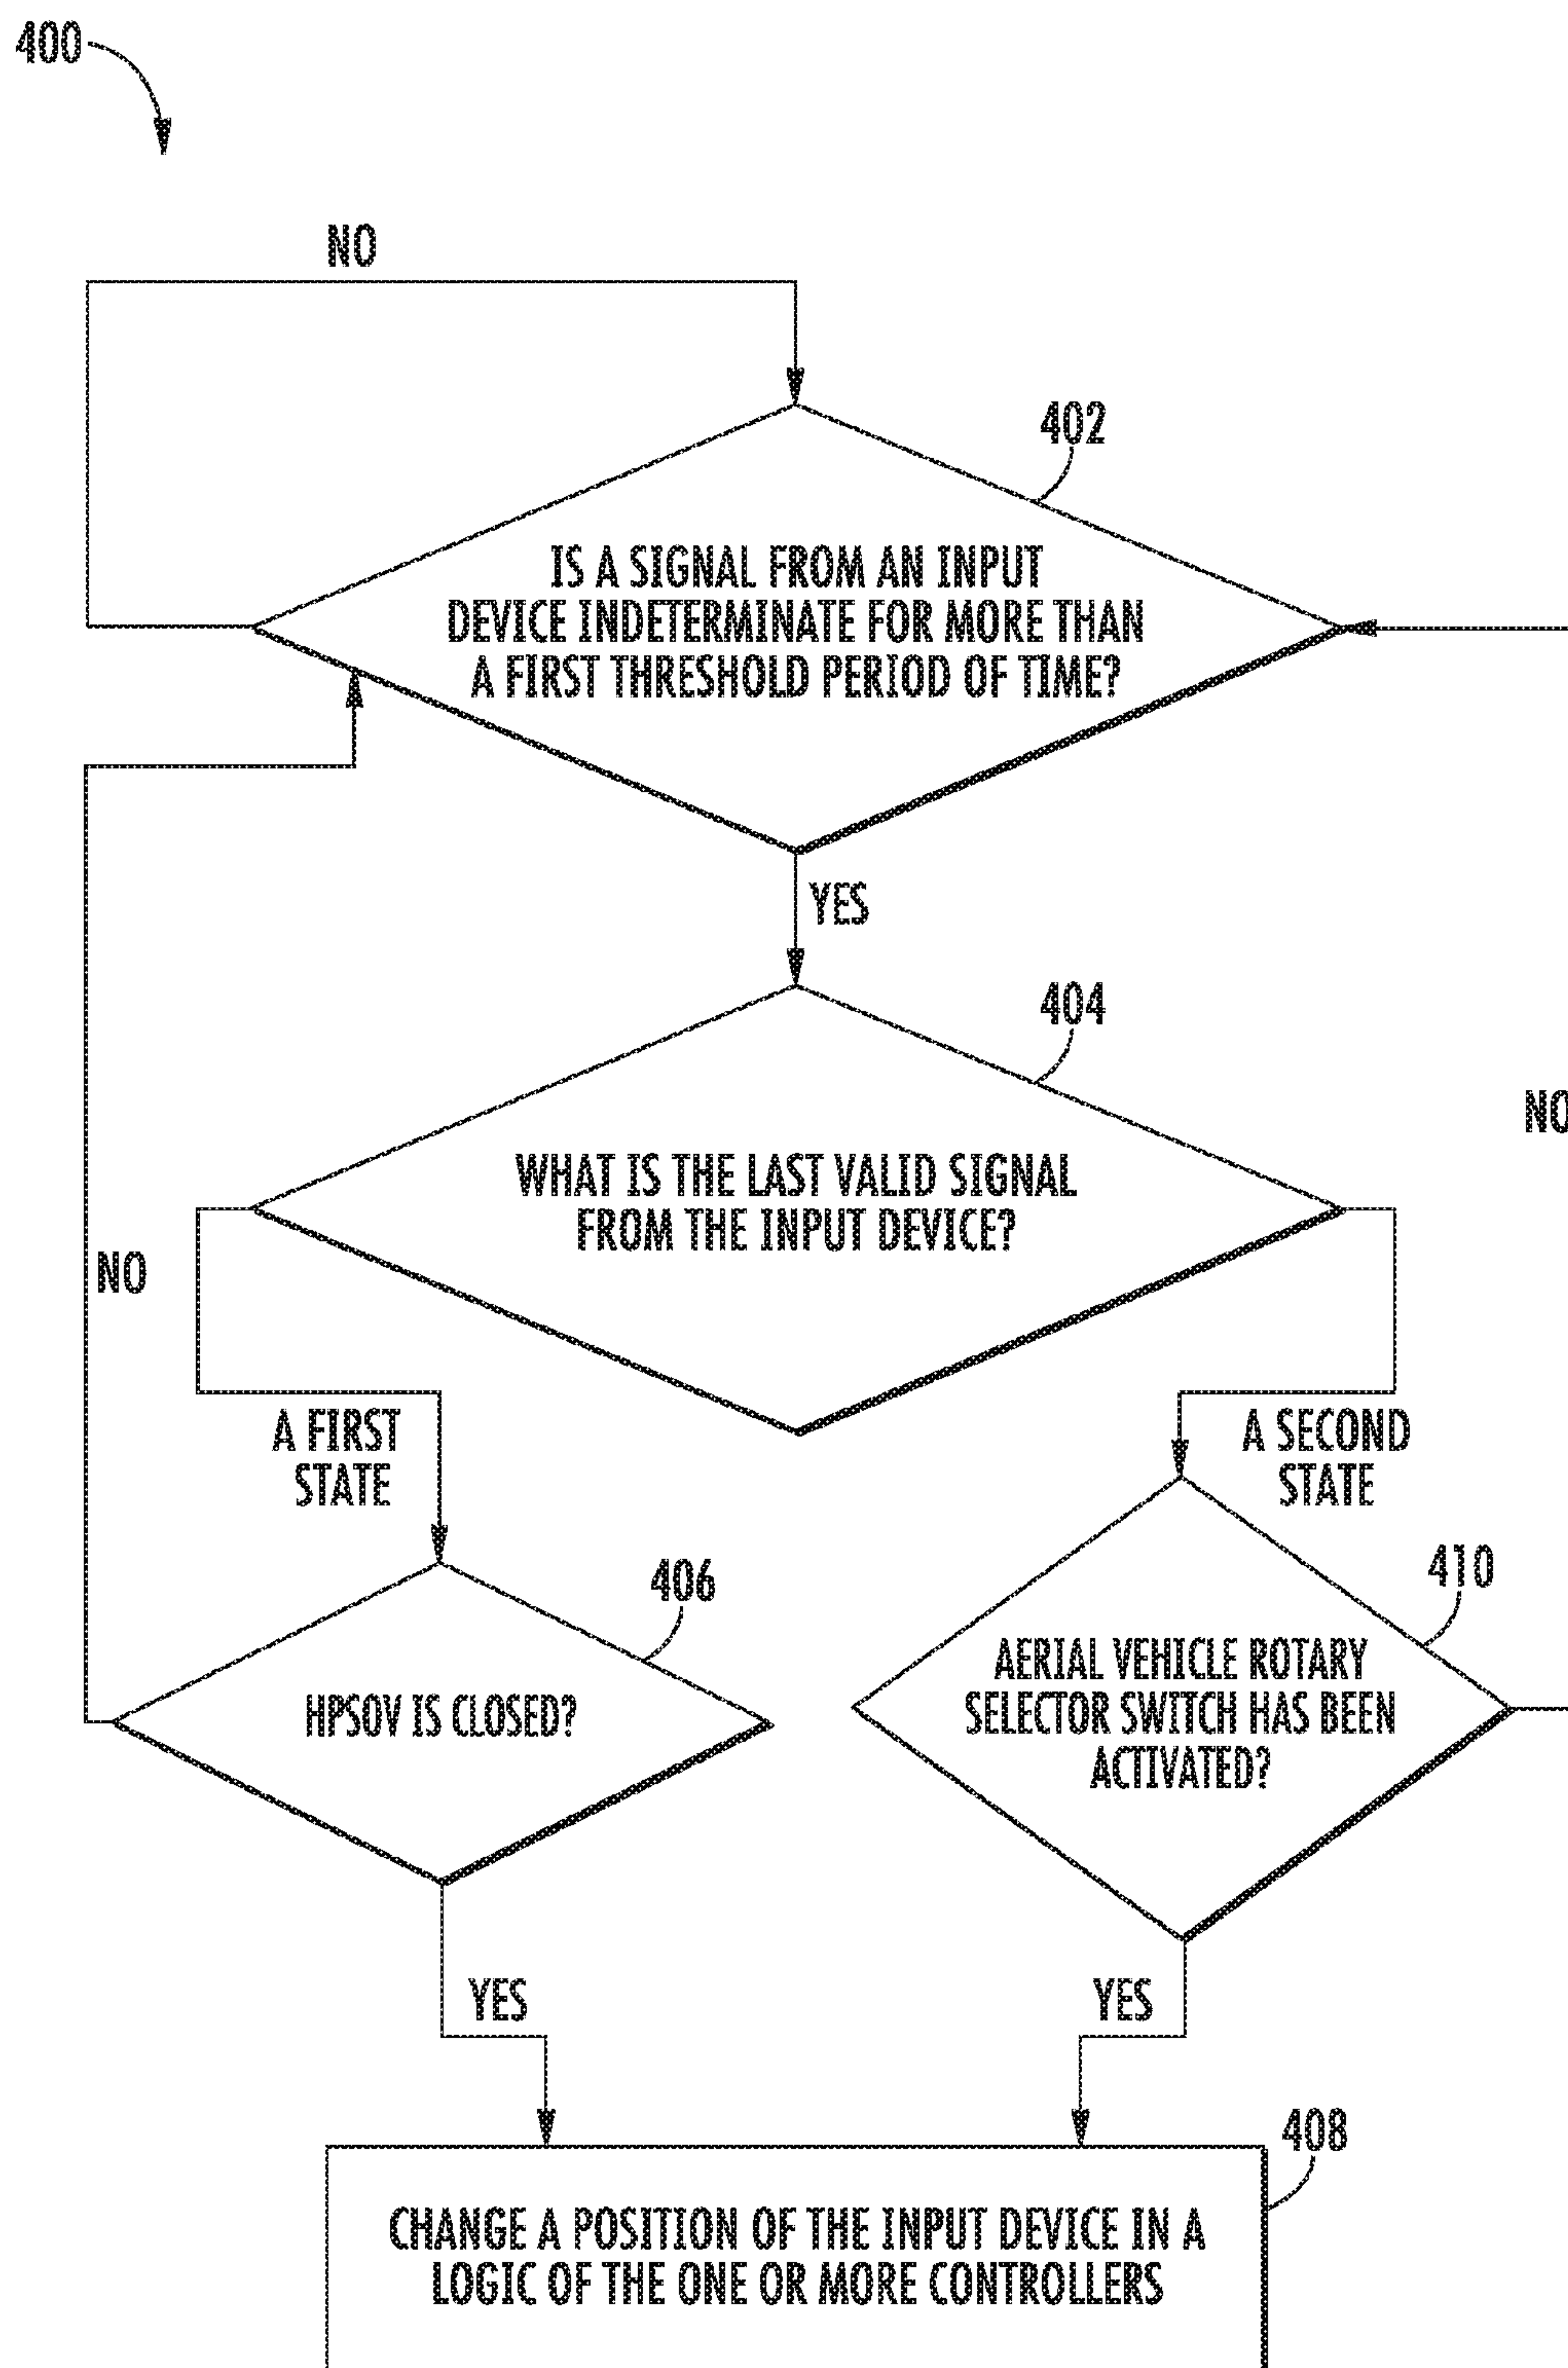 400
NO
402
IS A SIGNAL FROM AN INPUT
DEVICE INDETERMINATE FOR MORE THAN
A FIRST THRESHOLD PERIOD OF TIME?
YES
404
NO
WHAT IS THE LAST VALID SIGNAL
FROM THE INPUT DEVICE?
NO
A FIRST
STATE
A SECOND
STATE
406
410
HPSOV IS CLOSED?
AERIAL VEHICLE ROTARY
SELECTOR SWITCH HAS BEEN
ACTIVATED?
YES
YES
408
CHANGE A POSITION OF THE INPUT DEVICE IN A
LOGIC OF THE ONE OR MORE CONTROLLERS